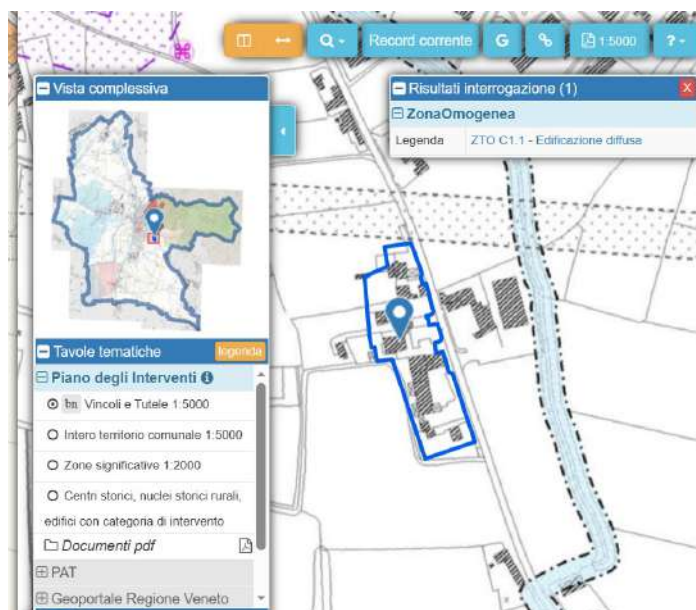 Record corrente
G
1:5000
?
Vista complessiva
Risultati interrogazione (1)
X
ZonaOmogenea
Legenda ZTO C1.1 - Edificazione diffusa
Tavole tematiche legenda
Piano degli Interventi
bn Vincoli e Tutele 1:5000
Intero territorio comunale 1:5000
Zone significative 1:2000
Centri storici, nuclei storici rurali,
edifici con categoria di intervento
Documenti pdf
PAT
Geoportale Regione Veneto